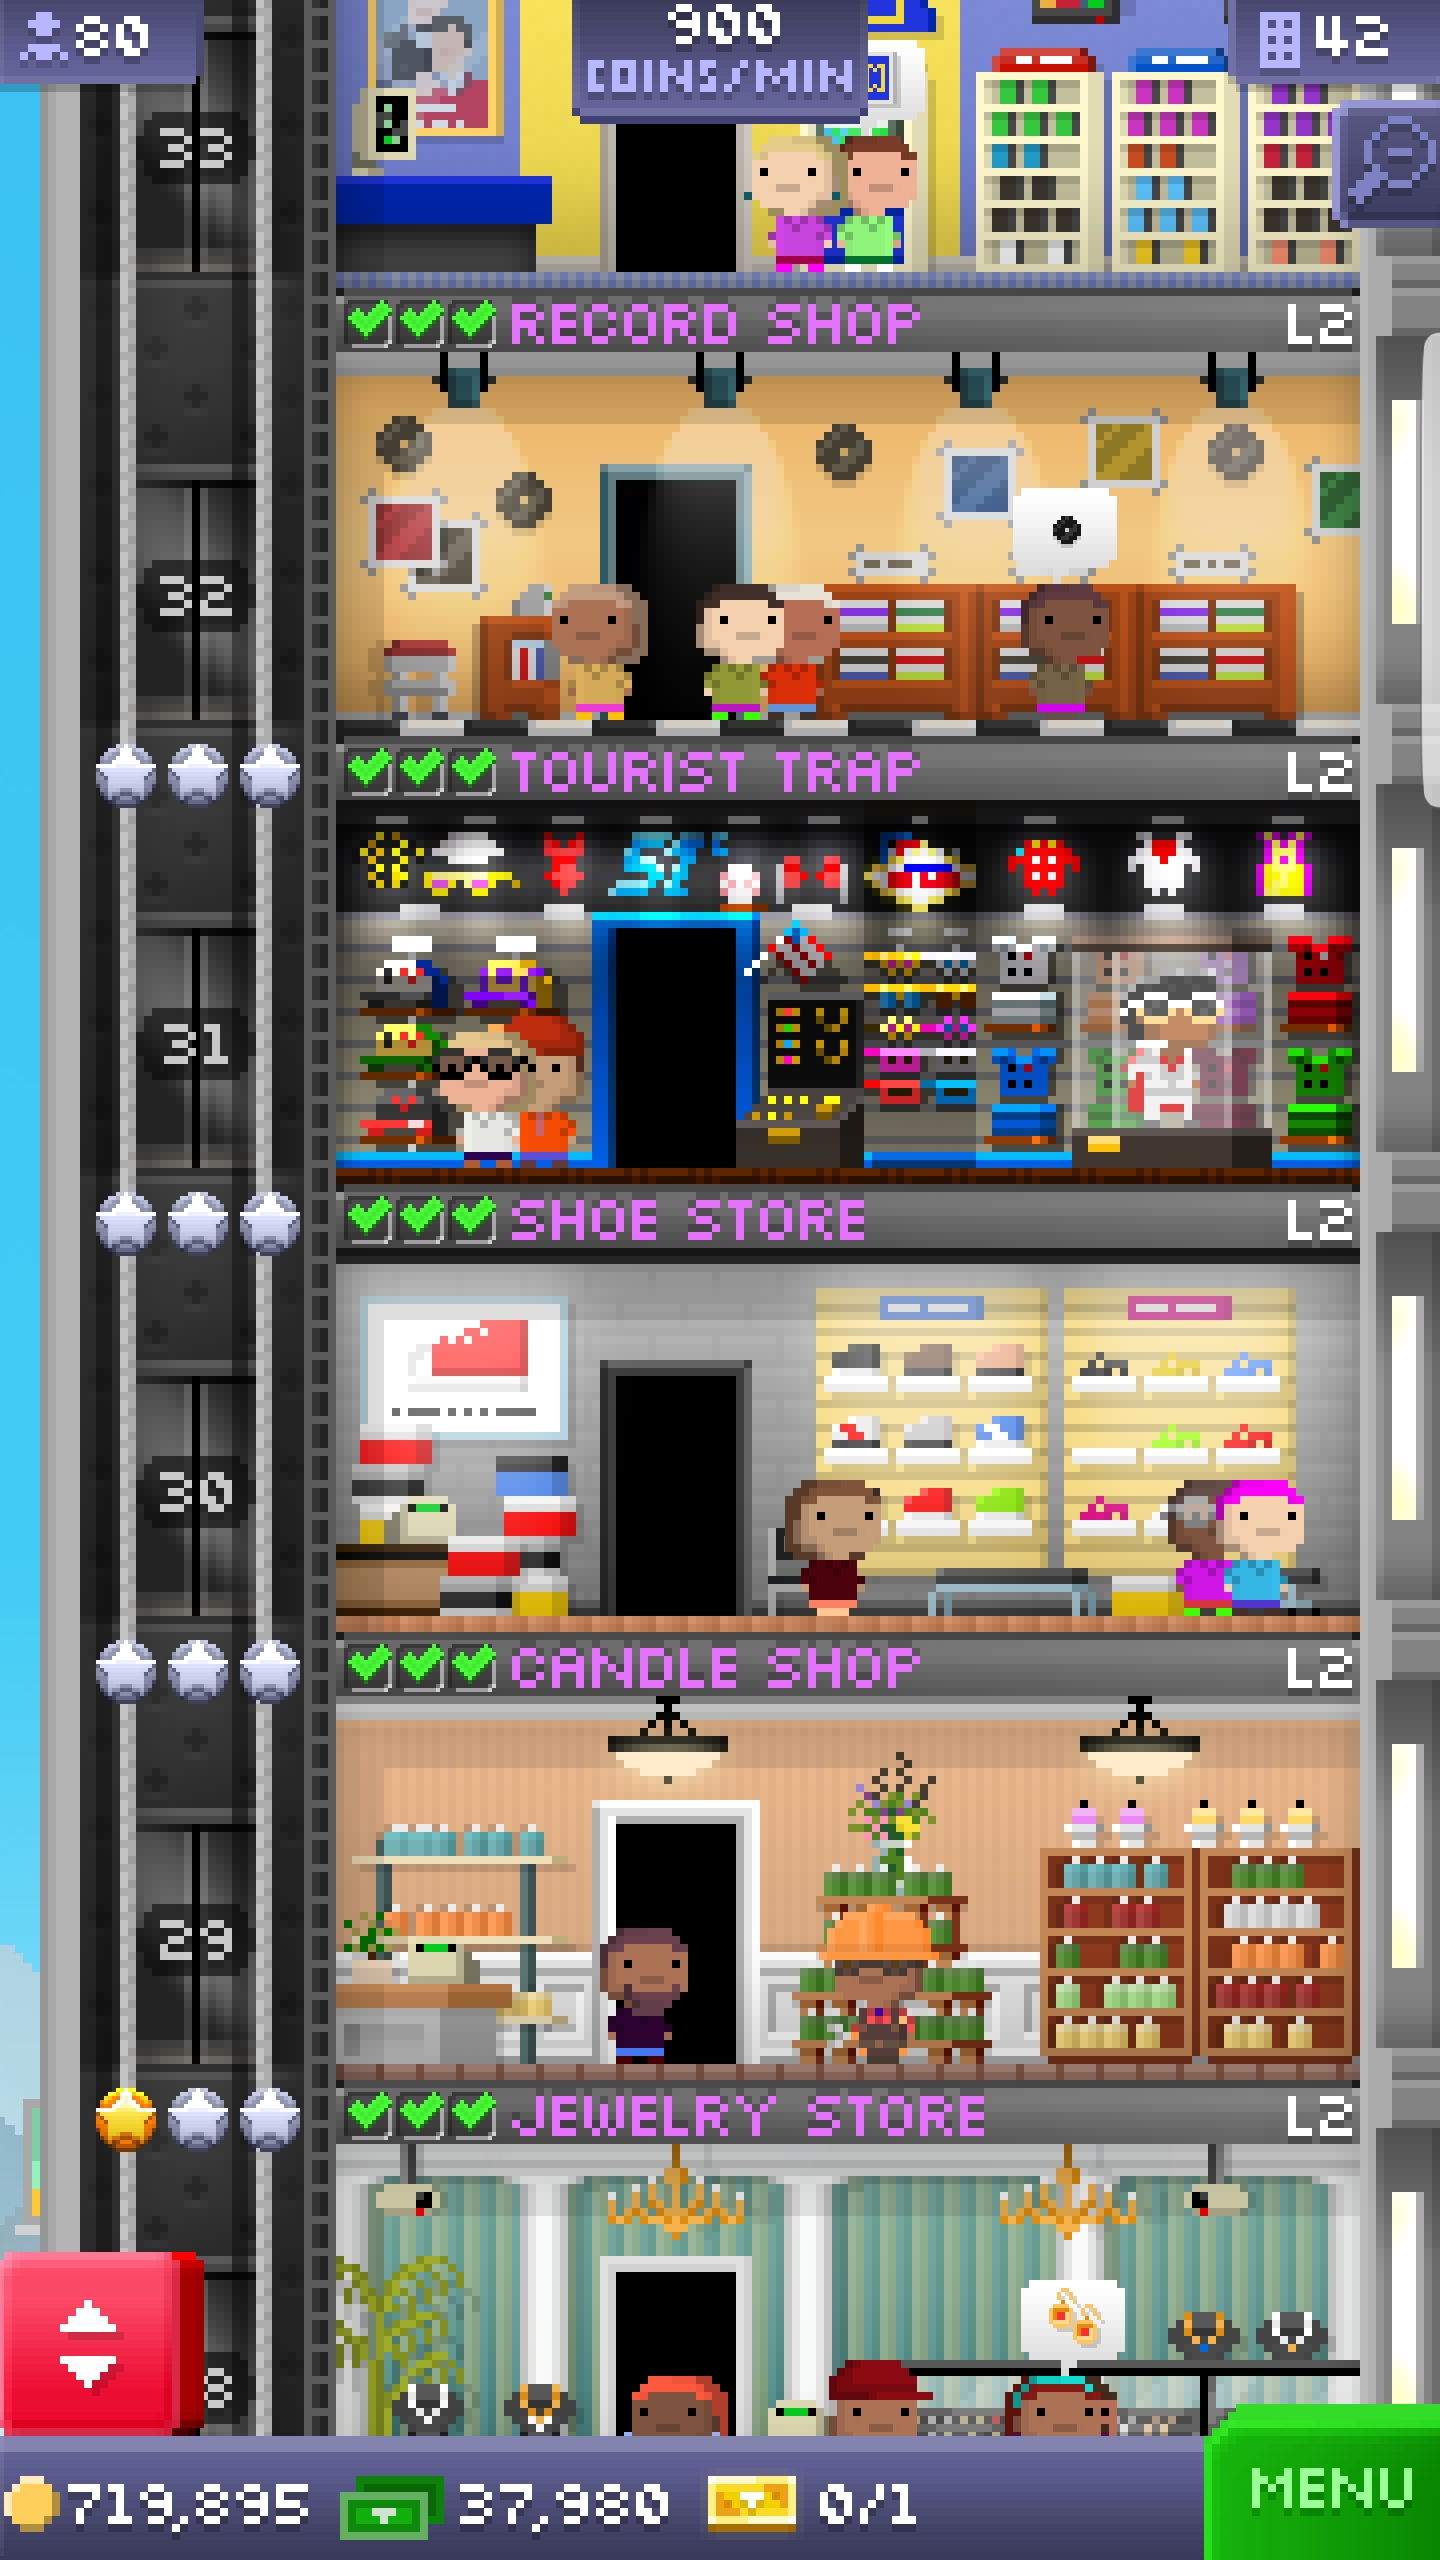 80
900
COINS/MIN
42
33
RECORD SHOP L2
32
TOURIST TRAP L2
31
SHOE STORE L2
30
CANDLE SHOP L2
29
JEWELRY STORE L2
8
719,895 37,980 0/1
MENU